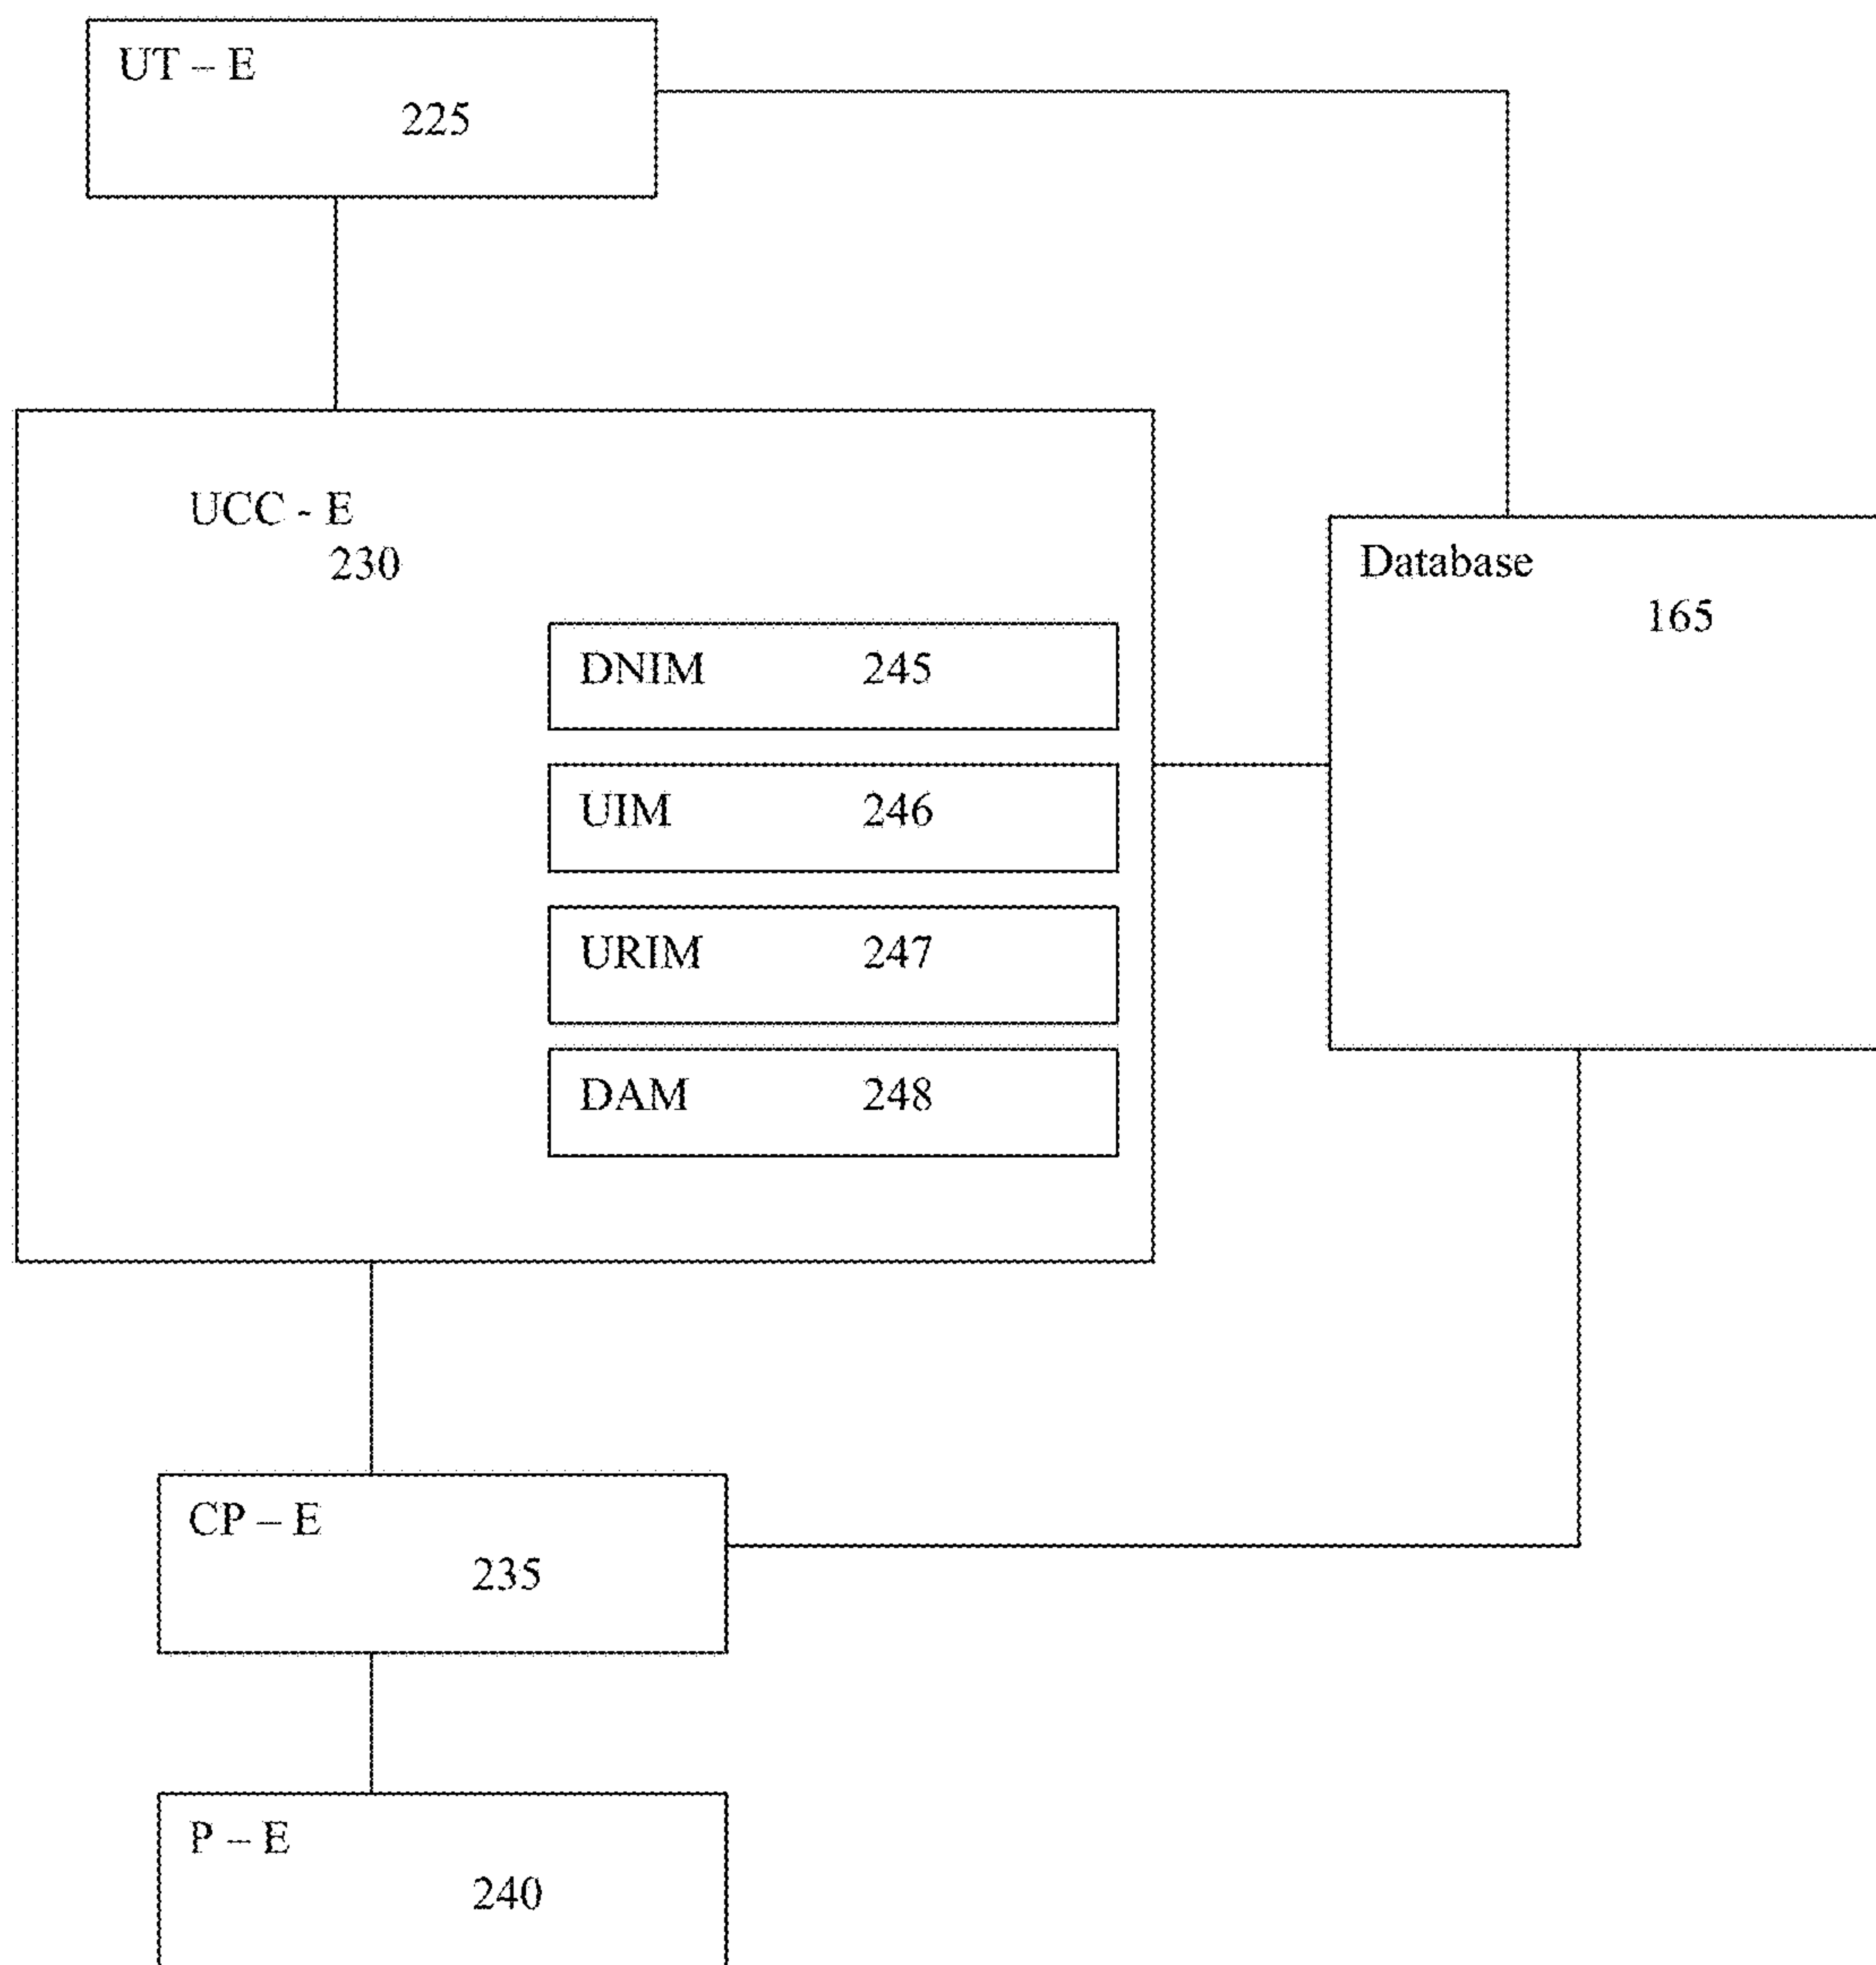 UT – E
225
UCC - E
230
Database
165
DNIM 245
UIM 246
URIM 247
DAM 248
CP – E
235
P – E
240